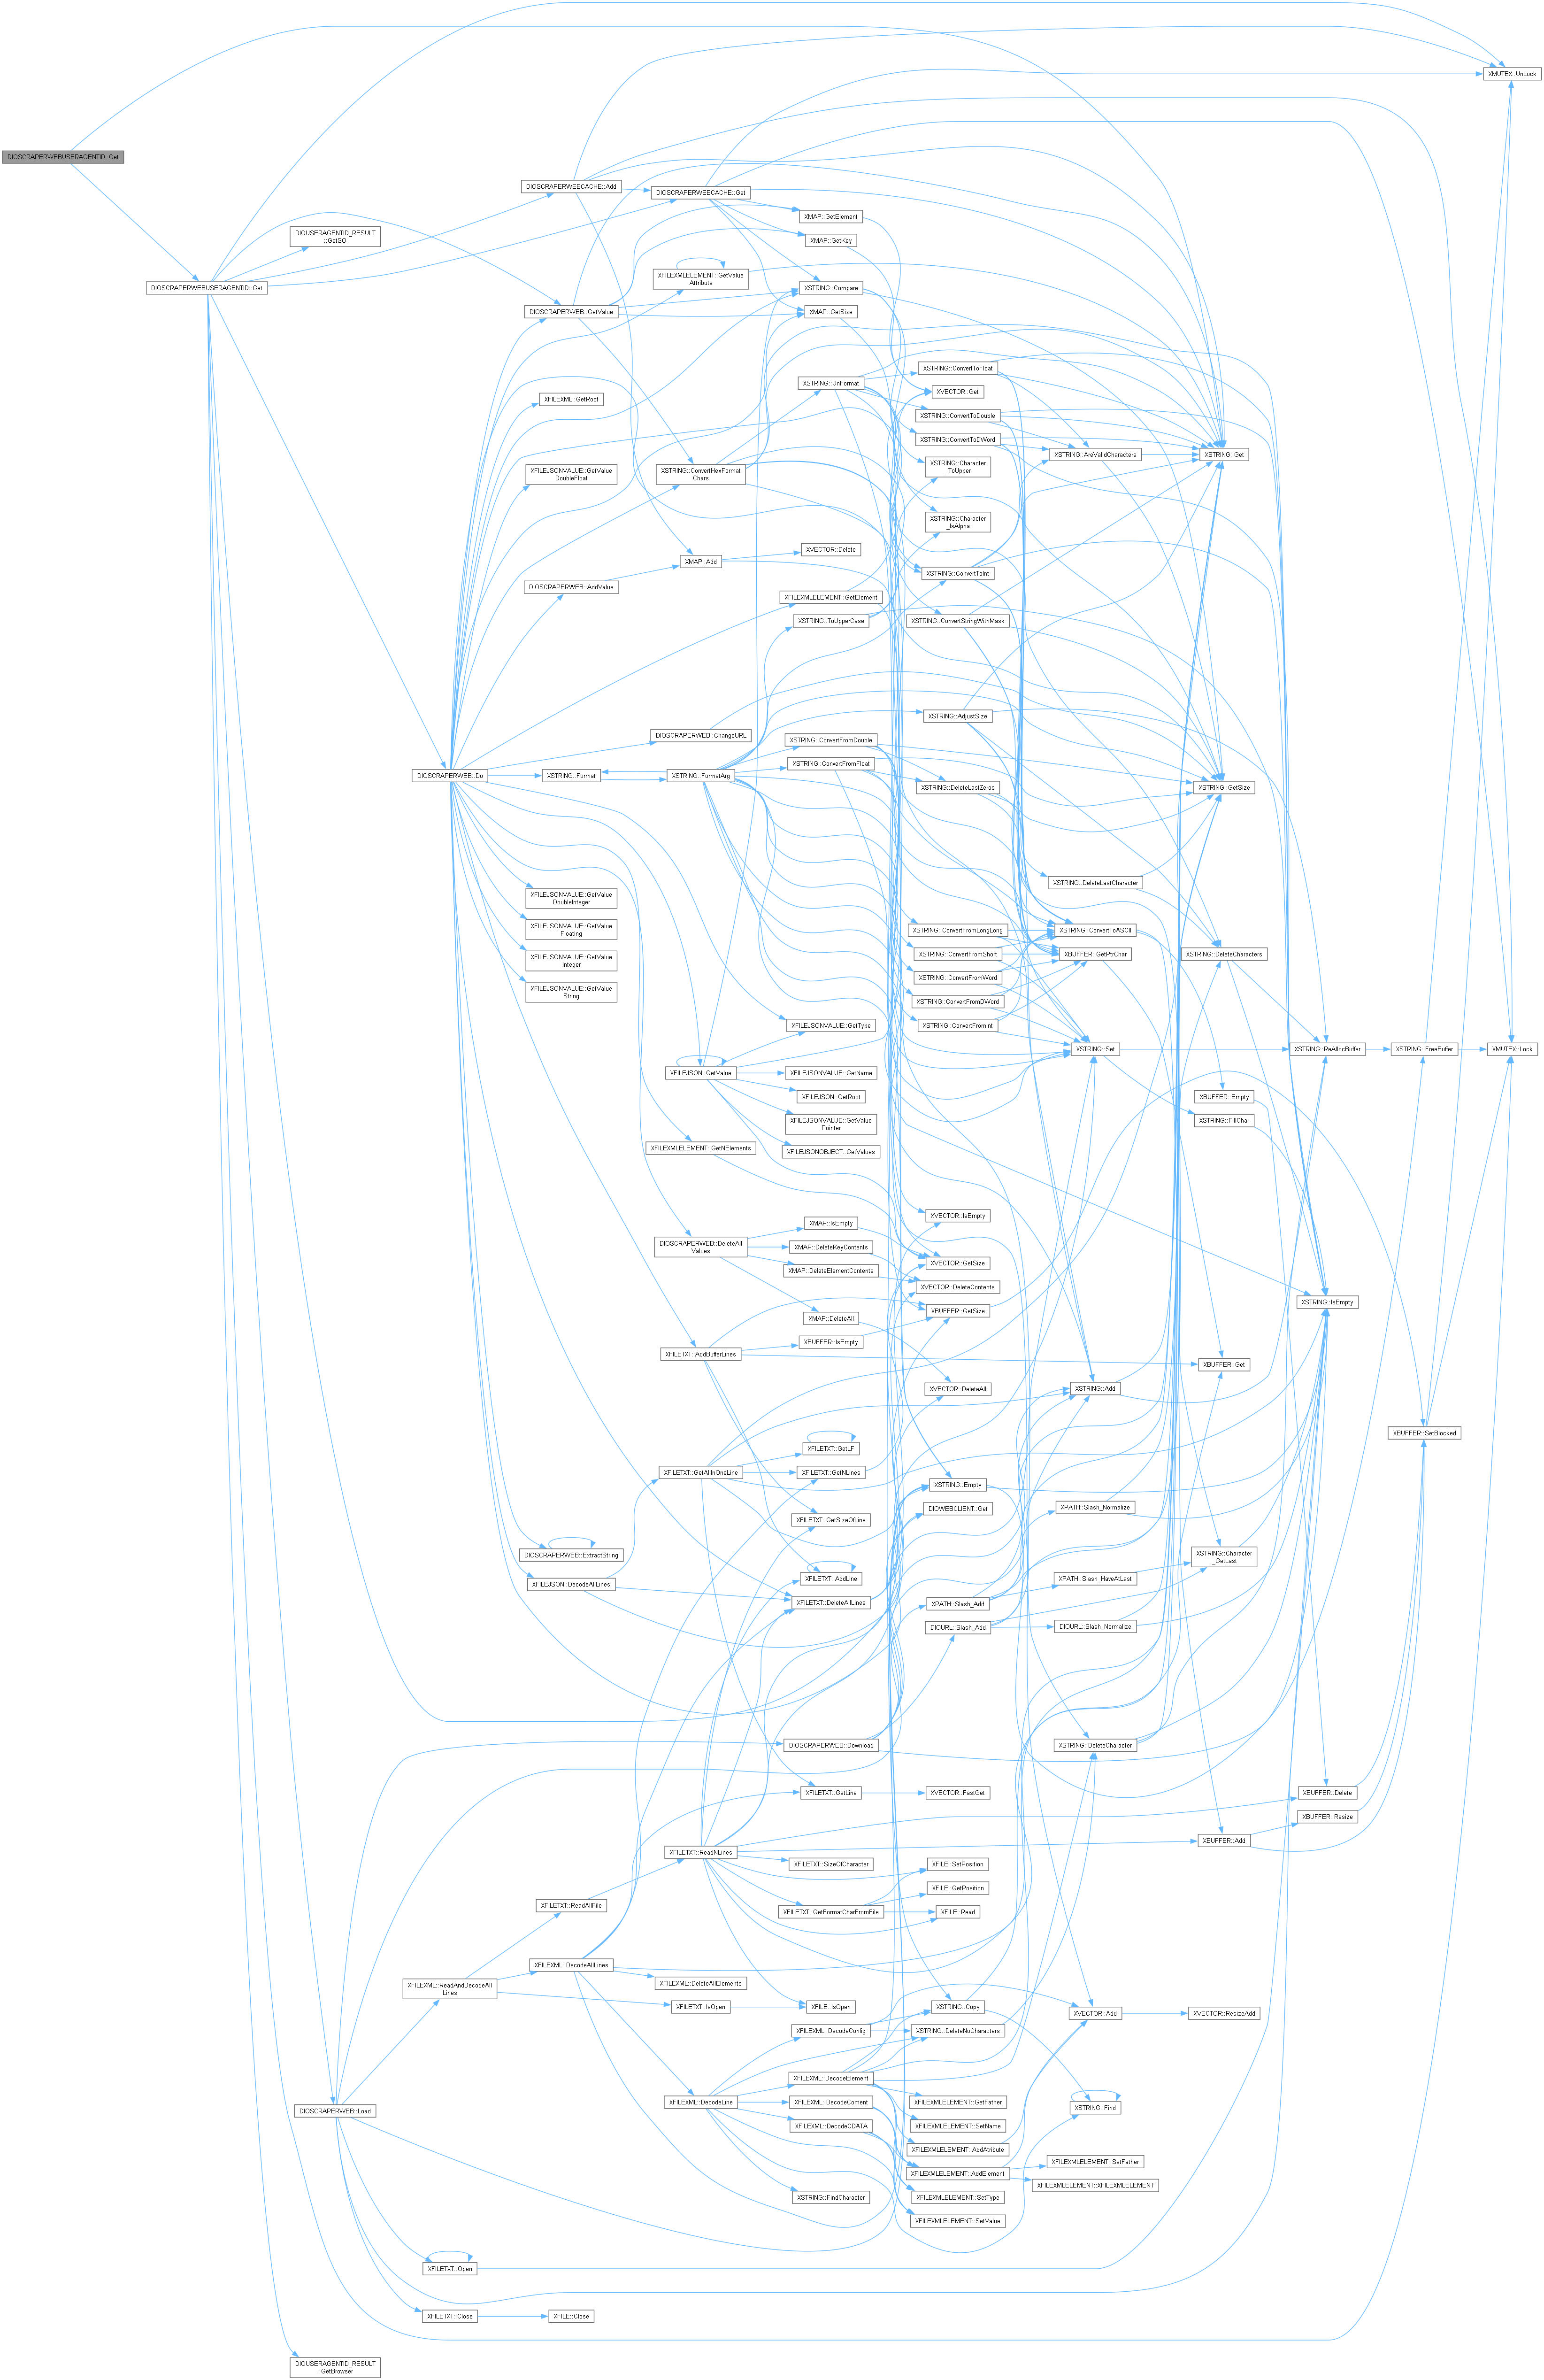 XMUTEX::UnLock
DIOSCRAPERWEBUSERAGENTID::Get
DIOSCRAPERWEBCACHE::Add
DIOSCRAPERWEBCACHE::Get
XMAP::GetElement
DIOUSERAGENTID_RESULT
::GetSO
XMAP::GetKey
XFILEXMLELEMENT::GetValue
Attribute
DIOSCRAPERWEBUSERAGENTID::Get
XSTRING::Compare
DIOSCRAPERWEB::GetValue
XMAP::GetSize
XSTRING::ConvertToFloat
XSTRING::UnFormat
XVECTOR::Get
XFILEXML::GetRoot
XSTRING::ConvertToDouble
XSTRING::ConvertToDWord
XSTRING::AreValidCharacters
XSTRING::Get
XSTRING::Character
_ToUpper
XFILEJSONVALUE::GetValue
DoubleFloat
XSTRING::ConvertHexFormat
Chars
XSTRING::Character
_IsAlpha
XVECTOR::Delete
XMAP::Add
XSTRING::ConvertToInt
DIOSCRAPERWEB::AddValue
XFILEXMLELEMENT::GetElement
XSTRING::ToUpperCase
XSTRING::ConvertStringWithMask
XSTRING::AdjustSize
DIOSCRAPERWEB::ChangeURL
XSTRING::ConvertFromDouble
XSTRING::ConvertFromFloat
DIOSCRAPERWEB::Do
XSTRING::Format
XSTRING::FormatArg
XSTRING::DeleteLastZeros
XSTRING::GetSize
XSTRING::DeleteLastCharacter
XFILEJSONVALUE::GetValue
DoubleInteger
XFILEJSONVALUE::GetValue
Floating
XSTRING::ConvertFromLongLong
XSTRING::ConvertToASCII
XFILEJSONVALUE::GetValue
Integer
XSTRING::ConvertFromShort
XBUFFER::GetPtrChar
XSTRING::DeleteCharacters
XSTRING::ConvertFromWord
XFILEJSONVALUE::GetValue
String
XSTRING::ConvertFromDWord
XFILEJSONVALUE::GetType
XSTRING::ConvertFromInt
XSTRING::Set
XSTRING::ReAllocBuffer
XSTRING::FreeBuffer
XMUTEX::Lock
XFILEJSON::GetValue
XFILEJSONVALUE::GetName
XFILEJSON::GetRoot
XBUFFER::Empty
XFILEJSONVALUE::GetValue
Pointer
XSTRING::FillChar
XFILEXMLELEMENT::GetNElements
XFILEJSONOBJECT::GetValues
XMAP::IsEmpty
XVECTOR::IsEmpty
DIOSCRAPERWEB::DeleteAll
Values
XMAP::DeleteKeyContents
XVECTOR::GetSize
XMAP::DeleteElementContents
XVECTOR::DeleteContents
XSTRING::IsEmpty
XMAP::DeleteAll
XBUFFER::GetSize
XBUFFER::IsEmpty
XFILETXT::AddBufferLines
XBUFFER::Get
XVECTOR::DeleteAll
XSTRING::Add
XFILETXT::GetLF
XBUFFER::SetBlocked
XFILETXT::GetAllInOneLine
XFILETXT::GetNLines
XSTRING::Empty
DIOWEBCLIENT::Get
XPATH::Slash_Normalize
XFILETXT::GetSizeOfLine
DIOSCRAPERWEB::ExtractString
XSTRING::Character
_GetLast
XFILEJSON::DecodeAllLines
XFILETXT::AddLine
XPATH::Slash_HaveAtLast
XFILETXT::DeleteAllLines
XPATH::Slash_Add
DIOURL::Slash_Add
DIOURL::Slash_Normalize
DIOSCRAPERWEB::Download
XSTRING::DeleteCharacter
XFILETXT::GetLine
XVECTOR::FastGet
XBUFFER::Delete
XBUFFER::Resize
XFILETXT::ReadNLines
XBUFFER::Add
XFILETXT::SizeOfCharacter
XFILE::SetPosition
XFILE::GetPosition
XFILETXT::ReadAllFile
XFILETXT::GetFormatCharFromFile
XFILE::Read
XFILEXML::DecodeAllLines
XFILEXML::ReadAndDecodeAll
Lines
XFILEXML::DeleteAllElements
XFILETXT::IsOpen
XFILE::IsOpen
XSTRING::Copy
XVECTOR::Add
XVECTOR::ResizeAdd
XFILEXML::DecodeConfig
XSTRING::DeleteNoCharacters
XFILEXML::DecodeElement
XFILEXML::DecodeLine
XFILEXML::DecodeComent
XFILEXMLELEMENT::GetFather
XSTRING::Find
DIOSCRAPERWEB::Load
XFILEXML::DecodeCDATA
XFILEXMLELEMENT::SetName
XFILEXMLELEMENT::AddAtribute
XFILEXMLELEMENT::SetFather
XFILEXMLELEMENT::AddElement
XFILEXMLELEMENT::XFILEXMLELEMENT
XSTRING::FindCharacter
XFILEXMLELEMENT::SetType
XFILEXMLELEMENT::SetValue
XFILETXT::Open
XFILETXT::Close
XFILE::Close
DIOUSERAGENTID_RESULT
::GetBrowser